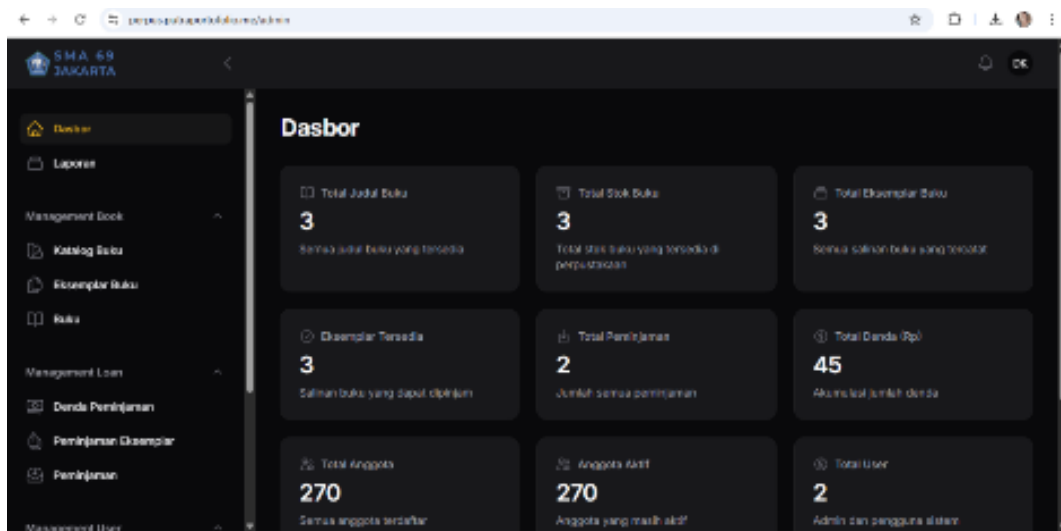 SMA 69
JAKARTA
DK
Dasbor
Laporan
Management Book
Katalog Buku
Eksemplar Buku
Buku
Management Loan
Denda Peminjaman
Peminjaman Eksemplar
Peminjaman
Management User
Dasbor
Total Judul Buku
3
Semua judul buku yang tersedia
Total Stok Buku
3
Total stok buku yang tersedia di
perpustakaan
Total Eksemplar Buku
3
Semua salinan buku yang tercatat
Eksemplar Tersedia
3
Salinan buku yang dapat dipinjam
Total Peminjaman
2
Jumlah semua peminjaman
Total Denda (Rp)
45
Akumulasi jumlah denda
Total Anggota
270
Semua anggota terdaftar
Anggota Aktif
270
Anggota yang masih aktif
Total User
2
Admin dan pengguna sistem